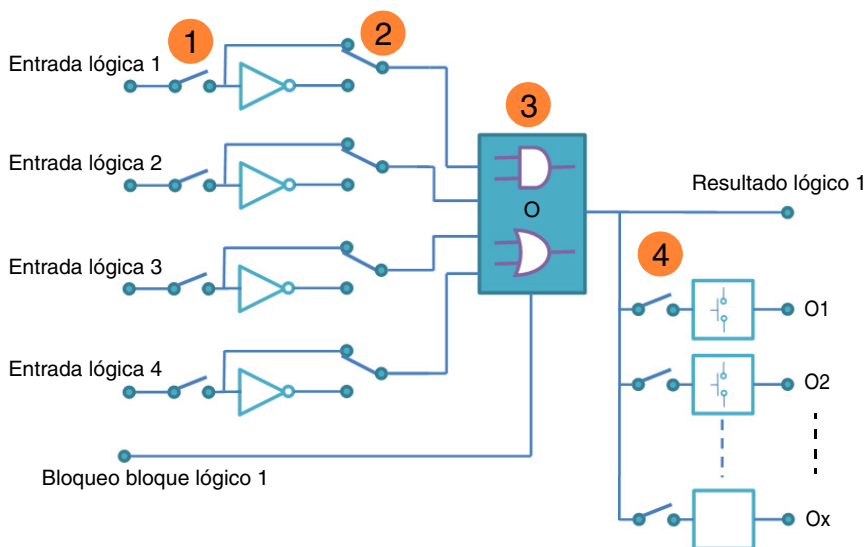 1
2
Entrada lógica 1
3
Entrada lógica 2
Resultado lógico 1
O
Entrada lógica 3
4
O1
Entrada lógica 4
O2
Bloqueo bloque lógico 1
Ox